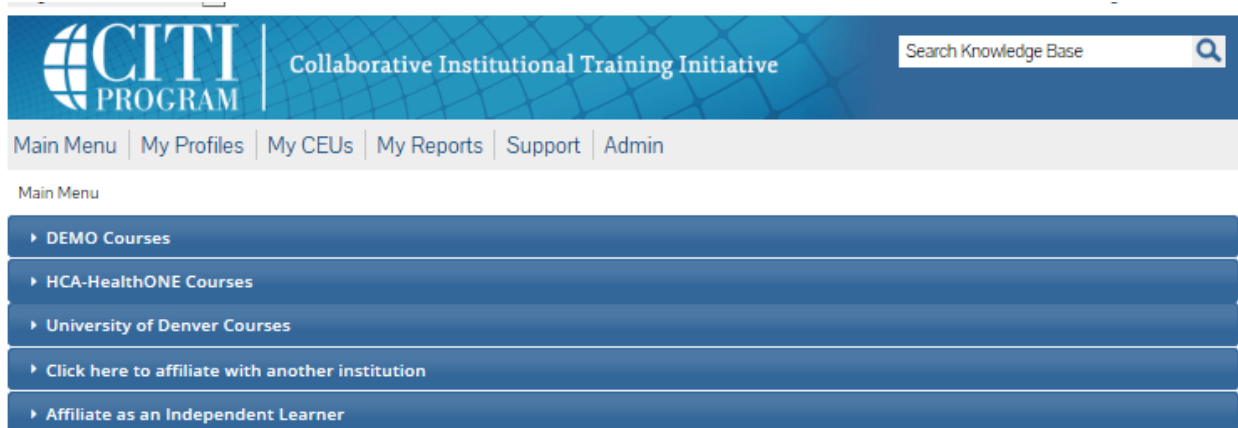 CITI
PROGRAM
Collaborative Institutional Training Initiative
Search Knowledge Base
Main Menu My Profiles My CEUs My Reports Support Admin
Main Menu
DEMO Courses
HCA-HealthONE Courses
University of Denver Courses
Click here to affiliate with another institution
Affiliate as an Independent Learner